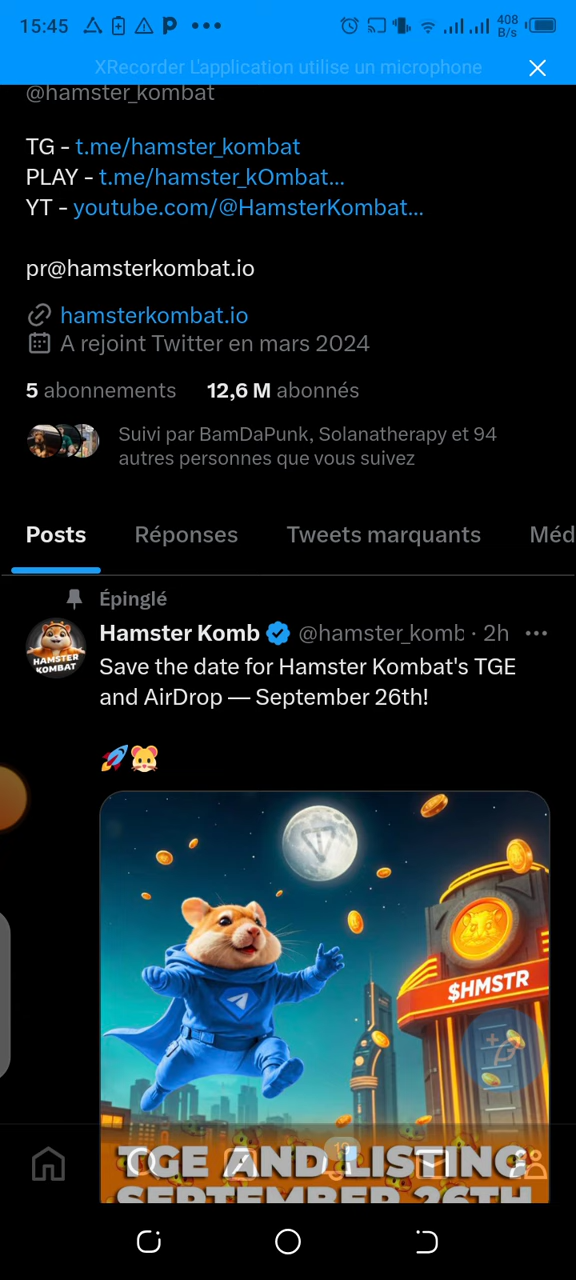 15:45
408
B/s
XRecorder L'application utilise un microphone
@hamster_kombat
TG - t.me/hamster_kombat
PLAY - t.me/hamster_kOmbat...
YT - youtube.com/@HamsterKombat...
pr@hamsterkombat.io
hamsterkombat.io
A rejoint Twitter en mars 2024
5 abonnements 12,6 M abonnés
Suivi par BamDaPunk, Solanatherapy et 94
autres personnes que vous suivez
Posts Réponses Tweets marquants Méd
Épinglé
Hamster Komb @hamster_komb · 2h
HAMSTER
KOMBAT
Save the date for Hamster Kombat's TGE
and AirDrop — September 26th!
$HMSTR
TGE AND LISTING
SEPTEMBER 26TH